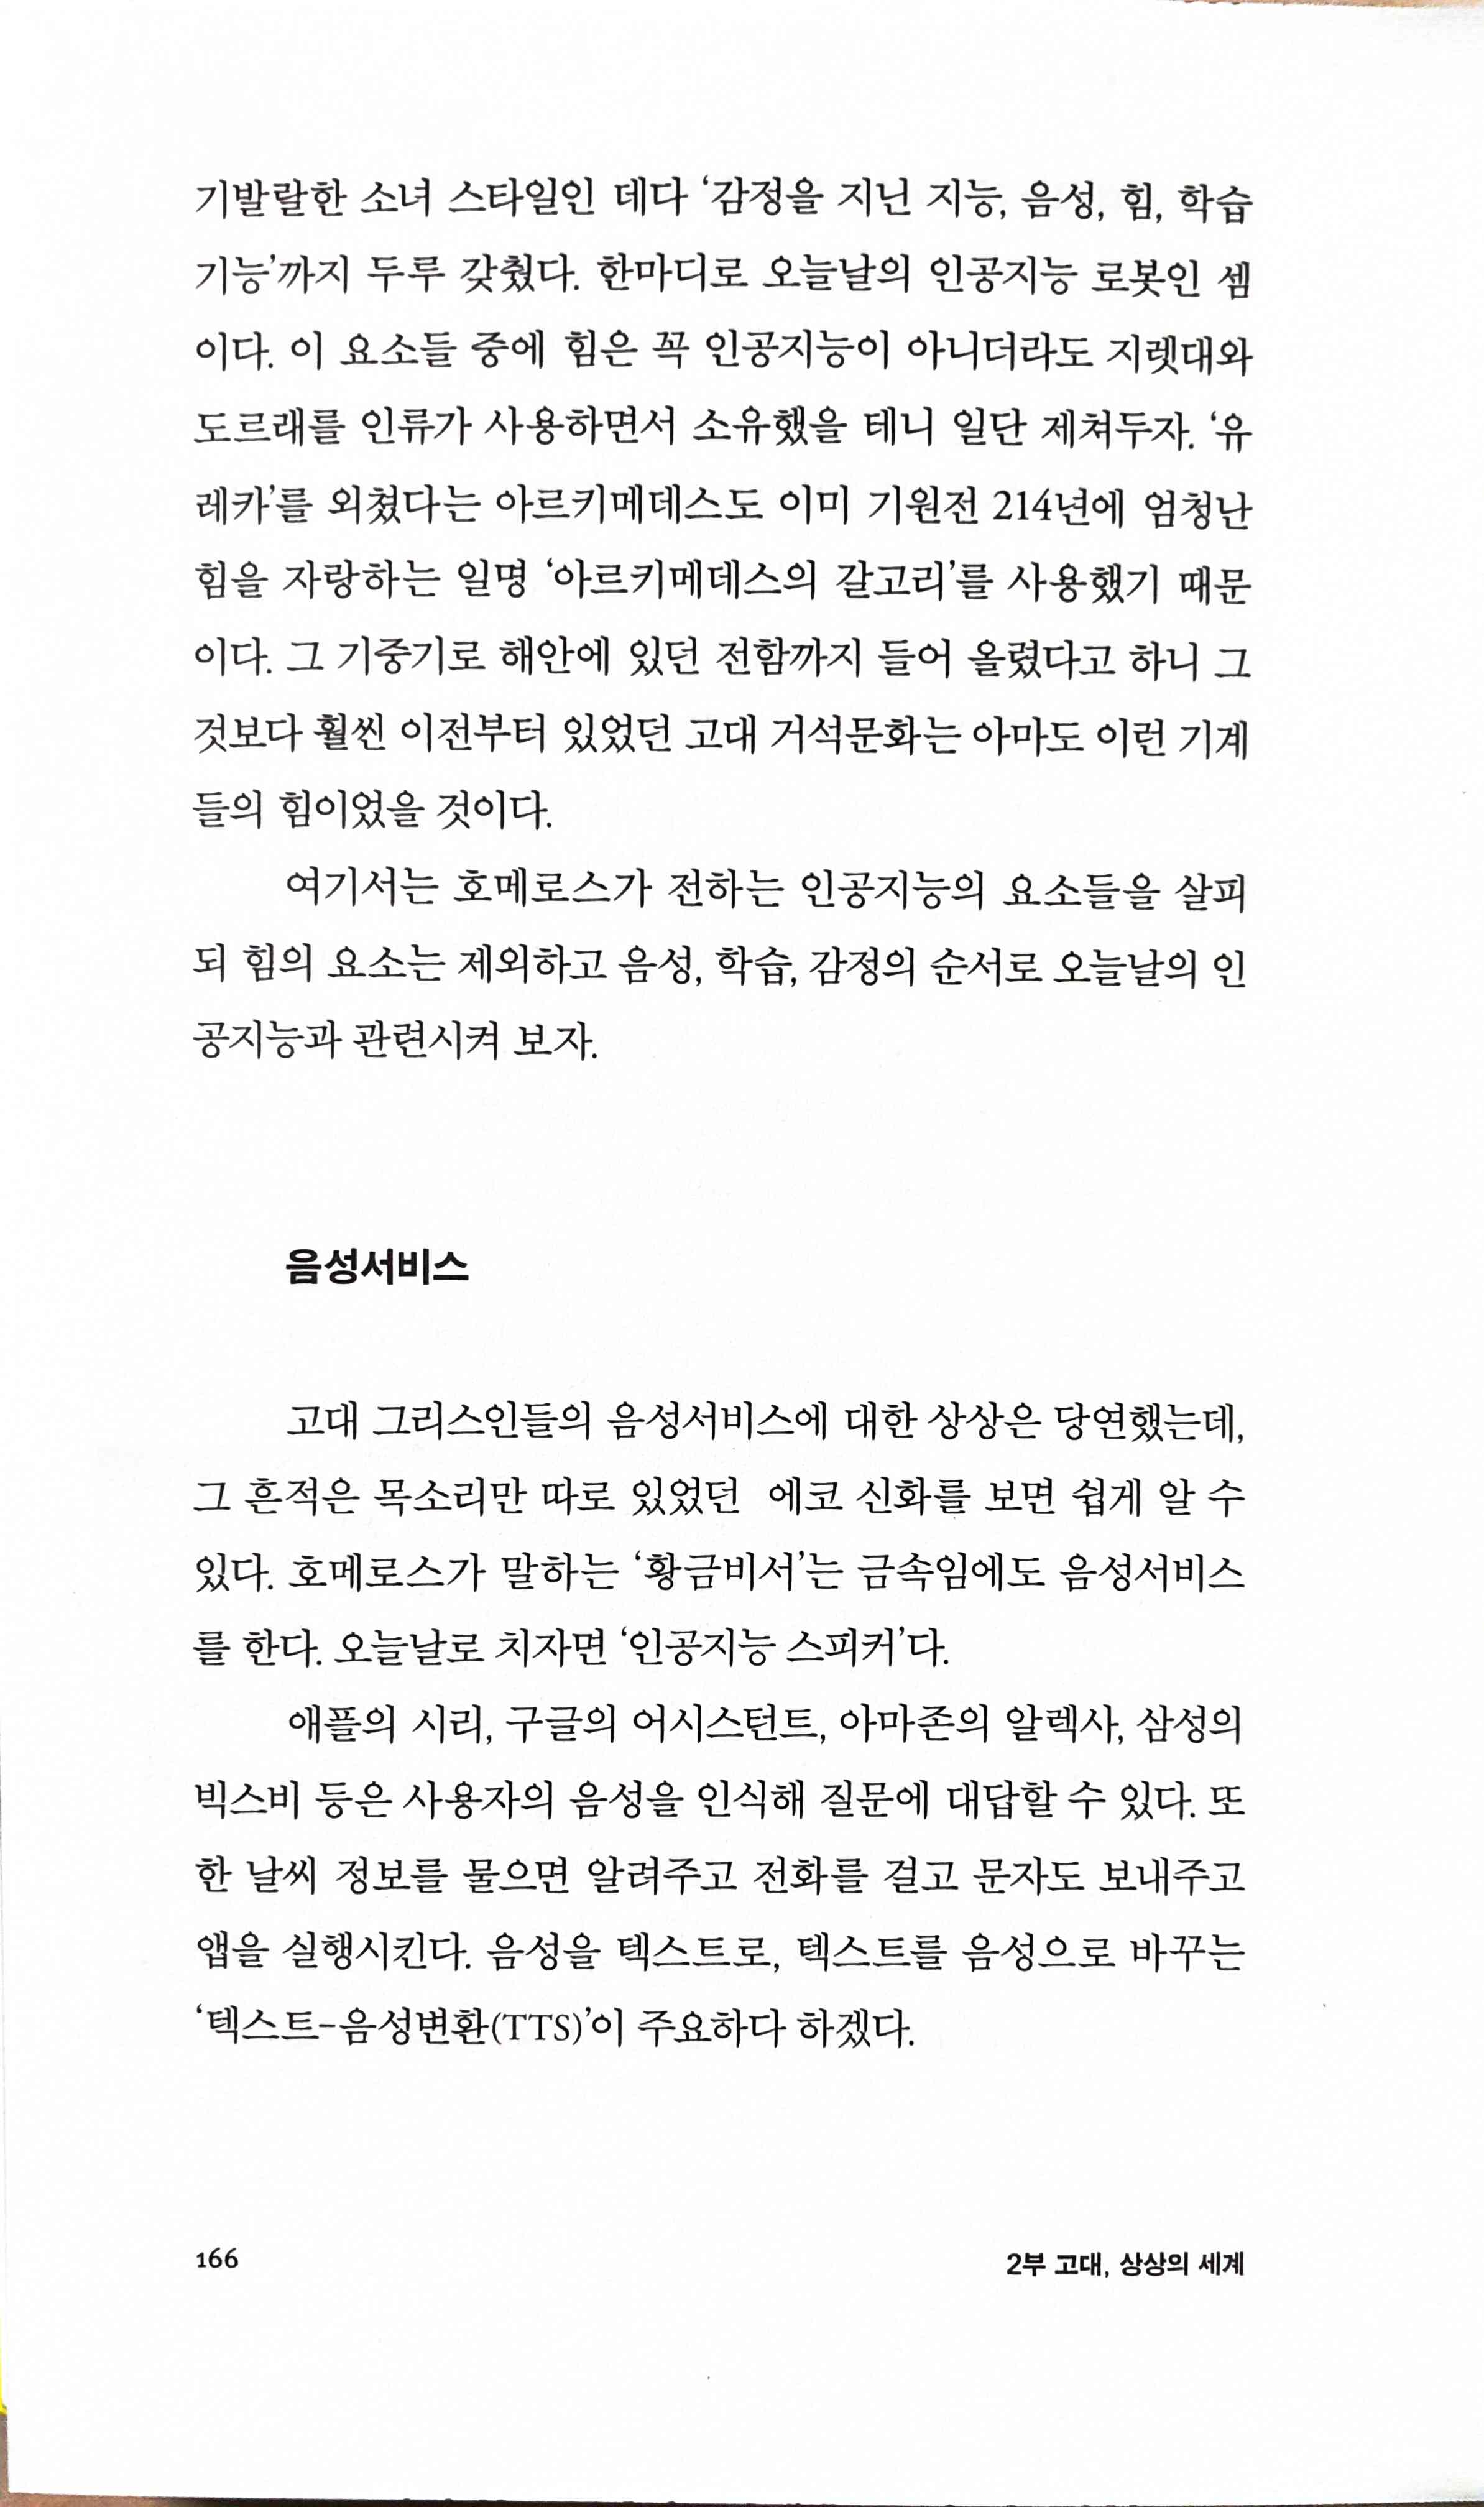 기발랄한 소녀 스타일인 데다 ‘감정을 지닌 지능, 음성, 힘, 학습
기능’까지 두루 갖췄다. 한마디로 오늘날의 인공지능 로봇인 셈
이다. 이 요소들 중에 힘은 꼭 인공지능이 아니더라도 지렛대와
도르래를 인류가 사용하면서 소유했을 테니 일단 제쳐두자. ‘유
레카’를 외쳤다는 아르키메데스도 이미 기원전 214년에 엄청난
힘을 자랑하는 일명 ‘아르키메데스의 갈고리’를 사용했기 때문
이다. 그 기중기로 해안에 있던 전함까지 들어 올렸다고 하니 그
것보다 훨씬 이전부터 있었던 고대 거석문화는 아마도 이런 기계
들의 힘이었을 것이다.
여기서는 호메로스가 전하는 인공지능의 요소들을 살피
되 힘의 요소는 제외하고 음성, 학습, 감정의 순서로 오늘날의 인
공지능과 관련시켜 보자.
음성서비스
고대 그리스인들의 음성서비스에 대한 상상은 당연했는데,
그 흔적은 목소리만 따로 있었던 에코 신화를 보면 쉽게 알 수
있다. 호메로스가 말하는 ‘황금비서’는 금속임에도 음성서비스
를 한다. 오늘날로 치자면 ‘인공지능 스피커’다.
애플의 시리, 구글의 어시스턴트, 아마존의 알렉사, 삼성의
빅스비 등은 사용자의 음성을 인식해 질문에 대답할 수 있다. 또
한 날씨 정보를 물으면 알려주고 전화를 걸고 문자도 보내주고
앱을 실행시킨다. 음성을 텍스트로, 텍스트를 음성으로 바꾸는
‘텍스트-음성변환(TTS)’이 주요하다 하겠다.
166
2부 고대, 상상의 세계